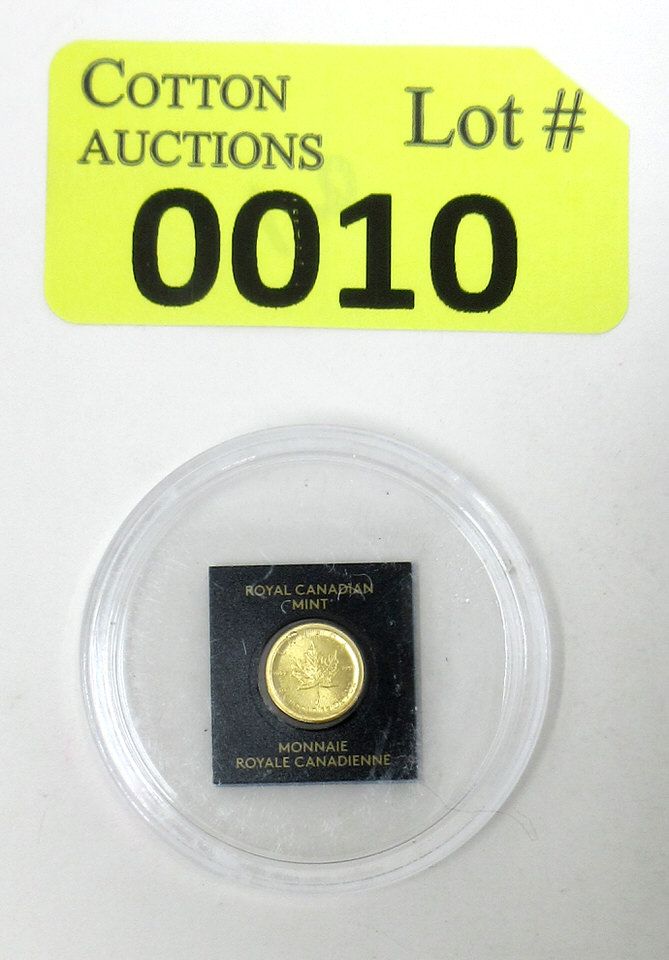 COTTON
AUCTIONS
Lot #
0010
ROYAL CANADIAN
MINT
MONNAIE
ROYALE CANADIENNE